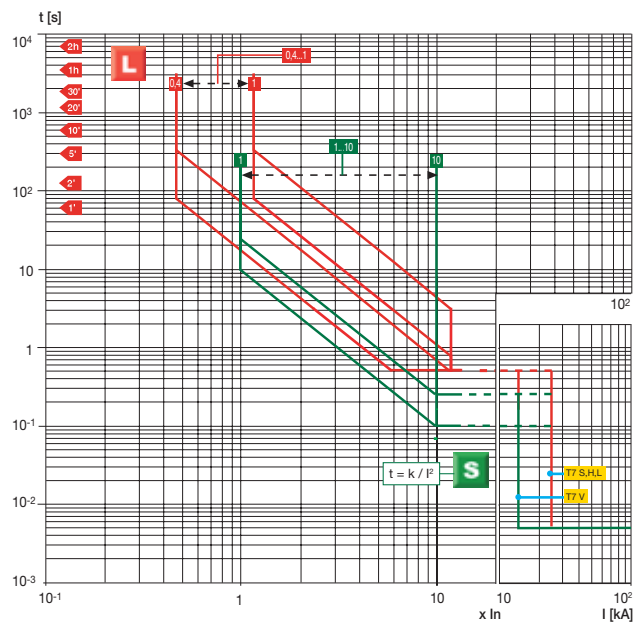 t [s]
10⁴
2h
1h
30'
20'
10³
10'
5'
2'
10²
1'
10
1
10⁻¹
10⁻²
10⁻³
L
0,4...1
0,4
1
1...10
1
10
10²
t = k / I²
S
T7 S,H,L
T7 V
10⁻¹
1
10
10
10²
x In
I [kA]